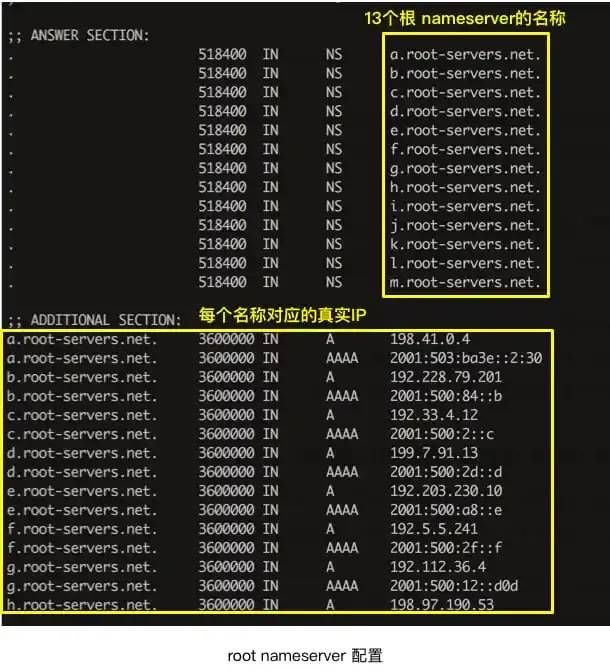 13个根 nameserver的名称
;; ANSWER SECTION:
. 518400 IN NS a.root-servers.net.
. 518400 IN NS b.root-servers.net.
. 518400 IN NS c.root-servers.net.
. 518400 IN NS d.root-servers.net.
. 518400 IN NS e.root-servers.net.
. 518400 IN NS f.root-servers.net.
. 518400 IN NS g.root-servers.net.
. 518400 IN NS h.root-servers.net.
. 518400 IN NS i.root-servers.net.
. 518400 IN NS j.root-servers.net.
. 518400 IN NS k.root-servers.net.
. 518400 IN NS l.root-servers.net.
. 518400 IN NS m.root-servers.net.
;; ADDITIONAL SECTION: 每个名称对应的真实IP
a.root-servers.net. 3600000 IN A 198.41.0.4
a.root-servers.net. 3600000 IN AAAA 2001:503:ba3e::2:30
b.root-servers.net. 3600000 IN A 192.228.79.201
b.root-servers.net. 3600000 IN AAAA 2001:500:84::b
c.root-servers.net. 3600000 IN A 192.33.4.12
c.root-servers.net. 3600000 IN AAAA 2001:500:2::c
d.root-servers.net. 3600000 IN A 199.7.91.13
d.root-servers.net. 3600000 IN AAAA 2001:500:2d::d
e.root-servers.net. 3600000 IN A 192.203.230.10
e.root-servers.net. 3600000 IN AAAA 2001:500:a8::e
f.root-servers.net. 3600000 IN A 192.5.5.241
f.root-servers.net. 3600000 IN AAAA 2001:500:2f::f
g.root-servers.net. 3600000 IN A 192.112.36.4
g.root-servers.net. 3600000 IN AAAA 2001:500:12::d0d
h.root-servers.net. 3600000 IN A 198.97.190.53
root nameserver 配置